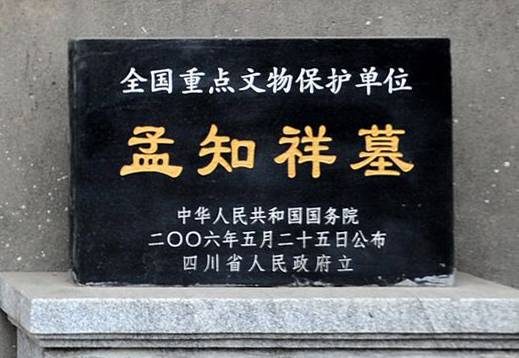 全国重点文物保护单位
孟知祥墓
中华人民共和国国务院
二〇〇六年五月二十五日公布
四川省人民政府立